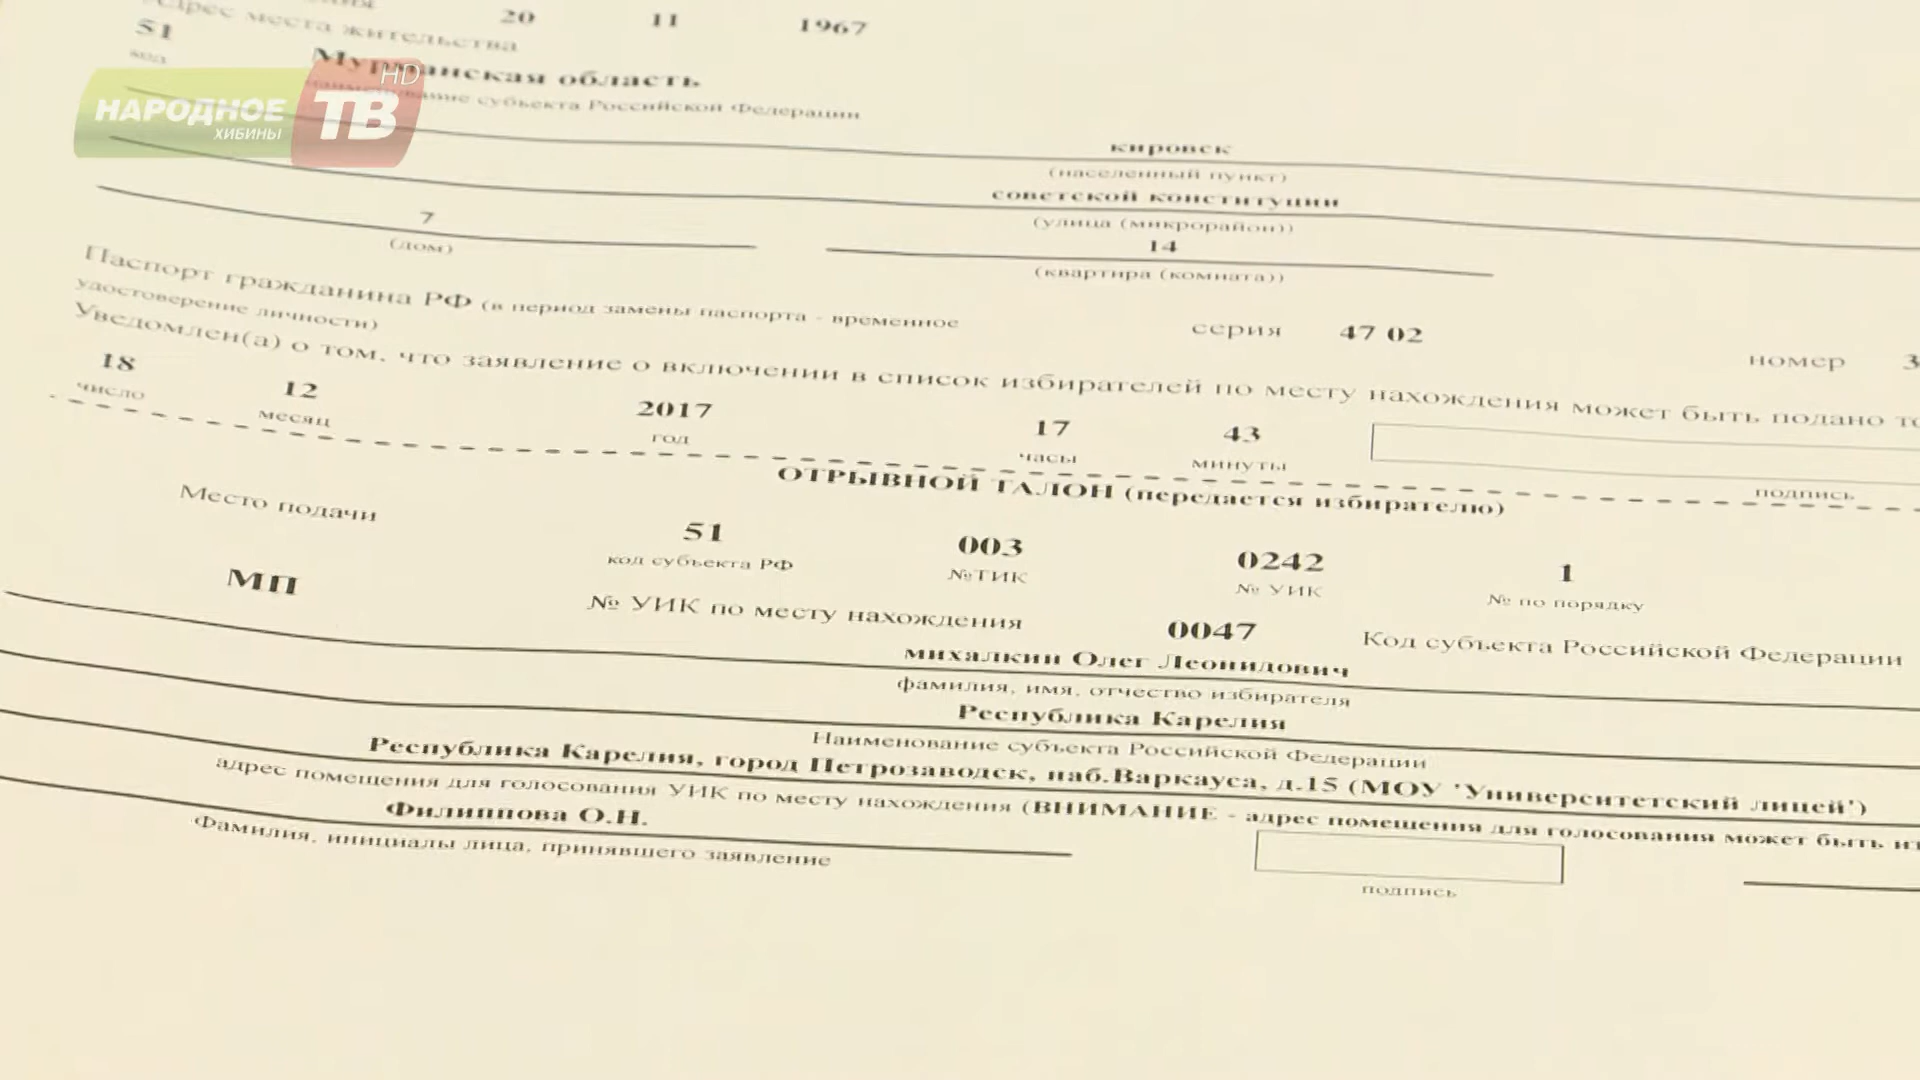 20 11 1967
Адрес места жительства
51 Мурманская область
код наименование субъекта Российской Федерации
НАРОДНОЕ ТВ HD
ХИБИНЫ
кировск
(населенный пункт)
советской конституции
(улица (микрорайон))
7 14
(дом) (квартира (комната))
Паспорт гражданина РФ (в период замены паспорта - временное серия 47 02 номер 3
удостоверение личности)
Уведомлен(а) о том, что заявление о включении в список избирателей по месту нахождения может быть подано
18 12 2017 17 43
число месяц год часы минуты подпись
ОТРЫВНОЙ ТАЛОН (передается избирателю)
Место подачи 51 003 0242 1
код субъекта РФ №ТИК № УИК № по порядку
МП № УИК по месту нахождения 0047 Код субъекта Российской Федерации
михалкин Олег Леонидович
фамилия, имя, отчество избирателя
Республика Карелия
Наименование субъекта Российской Федерации
Республика Карелия, город Петрозаводск, наб.Варкауса, д.15 (МОУ 'Университетский лицей')
адрес помещения для голосования УИК по месту нахождения (ВНИМАНИЕ - адрес помещения для голосования может быть
Филиппова О.Н.
Фамилия, инициалы лица, принявшего заявление подпись